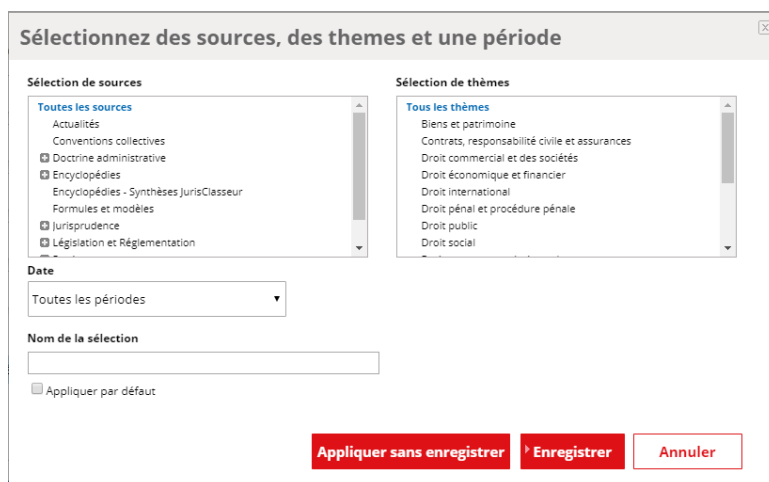 Sélectionnez des sources, des themes et une période
Sélection de sources
Toutes les sources
Actualités
Conventions collectives
Doctrine administrative
Encyclopédies
Encyclopédies - Synthèses JurisClasseur
Formules et modèles
Jurisprudence
Législation et Réglementation
Sélection de thèmes
Tous les thèmes
Biens et patrimoine
Contrats, responsabilité civile et assurances
Droit commercial et des sociétés
Droit économique et financier
Droit international
Droit pénal et procédure pénale
Droit public
Droit social
Date
Toutes les périodes
Nom de la sélection
Appliquer par défaut
Appliquer sans enregistrer
Enregistrer
Annuler